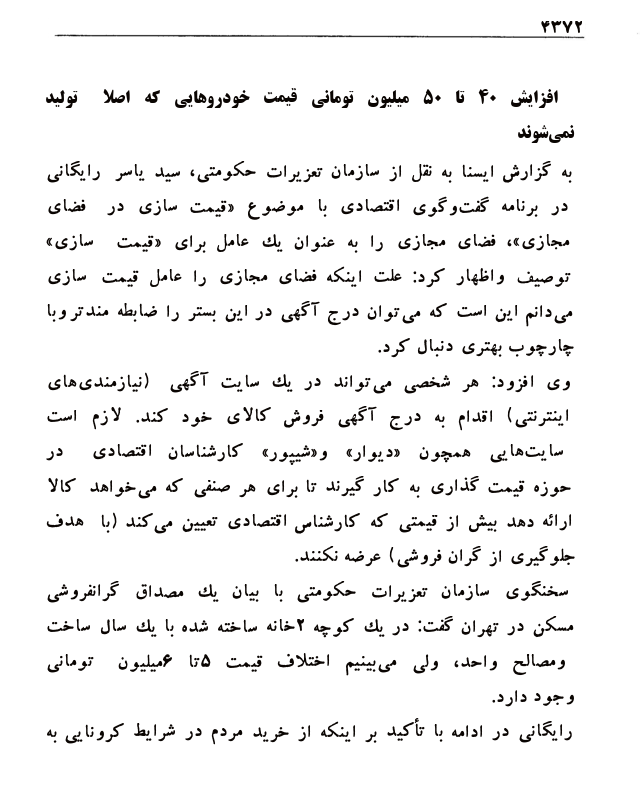 ۴۳۷۲
افزایش ۴۰ تا ۵۰ میلیون تومانی قیمت خودروهایی که اصلا تولید
نمی‌شوند
به گزارش ایسنا به نقل از سازمان تعزیرات حکومتی، سید یاسر رایگانی
در برنامه گفت‌وگوی اقتصادی با موضوع «قیمت سازی در فضای
مجازی»، فضای مجازی را به عنوان یك عامل برای «قیمت سازی»
توصیف واظهار کرد: علت اینکه فضای مجازی را عامل قیمت سازی
می‌دانم این است که می‌توان درج آگهی در این بستر را ضابطه مندتروبا
چارچوب بهتری دنبال کرد.
وی افزود: هر شخصی می‌تواند در یك سایت آگهی (نیازمندی‌های
اینترنتی) اقدام به درج آگهی فروش کالای خود کند. لازم است
سایت‌هایی همچون «دیوار» و«شیپور» کارشناسان اقتصادی در
حوزه قیمت گذاری به کار گیرند تا برای هر صنفی که می‌خواهد کالا
ارائه دهد بیش از قیمتی که کارشناس اقتصادی تعیین می‌کند (با هدف
جلوگیری از گران فروشی) عرضه نکنند.
سخنگوی سازمان تعزیرات حکومتی با بیان یك مصداق گرانفروشی
مسکن در تهران گفت: در یك کوچه ۲خانه ساخته شده با یك سال ساخت
ومصالح واحد، ولی می‌بینیم اختلاف قیمت ۵تا ۶میلیون تومانی
وجود دارد.
رایگانی در ادامه با تأکید بر اینکه از خرید مردم در شرایط کرونایی به